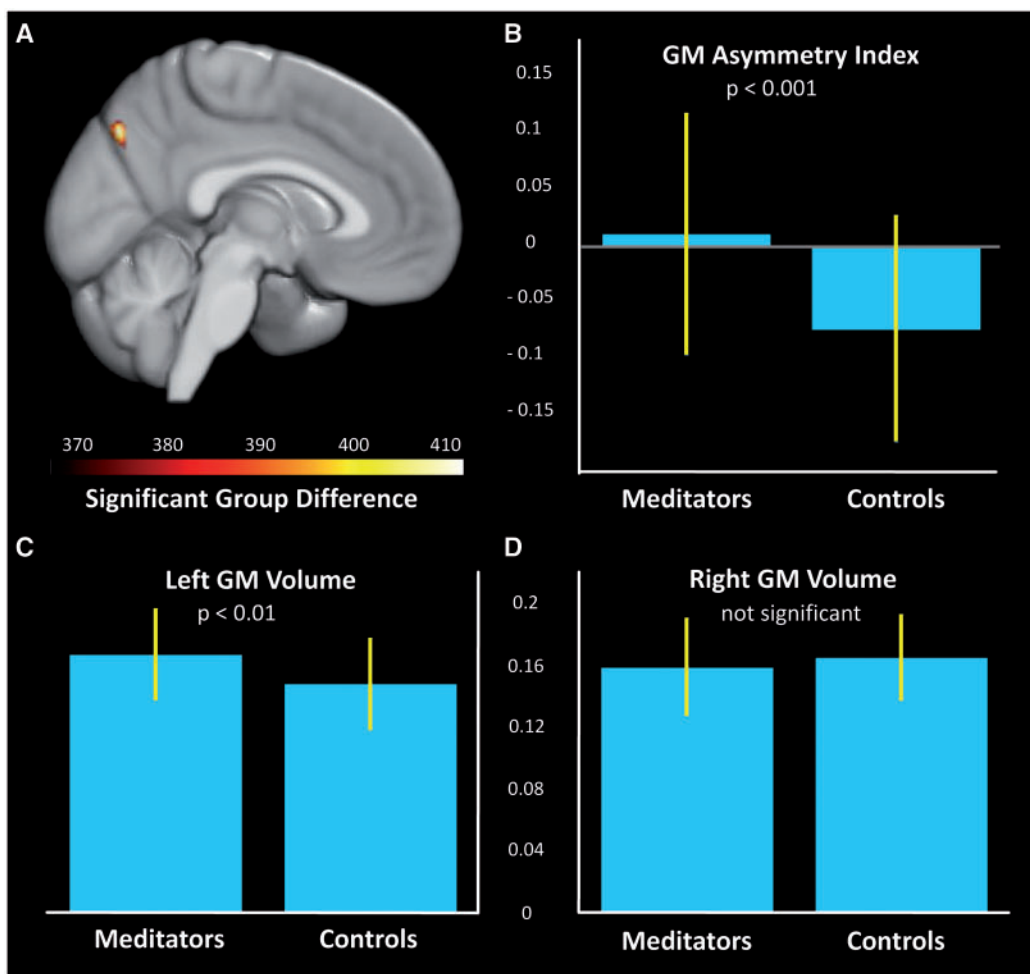 A
370 380 390 400 410
Significant Group Difference
B
GM Asymmetry Index
p < 0.001
0.15
0.1
0.05
0
- 0.05
- 0.1
- 0.15
Meditators Controls
C
Left GM Volume
p < 0.01
Meditators Controls
D
Right GM Volume
not significant
0.2
0.16
0.12
0.08
0.04
0
Meditators Controls